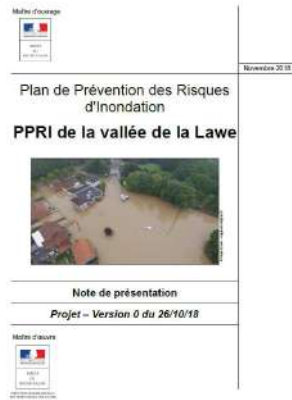 Maître d'ouvrage
Novembre 2018
Plan de Prévention des Risques
d'Inondation
PPRI de la vallée de la Lawe
Note de présentation
Projet – Version 0 du 26/10/18
Maître d'œuvre